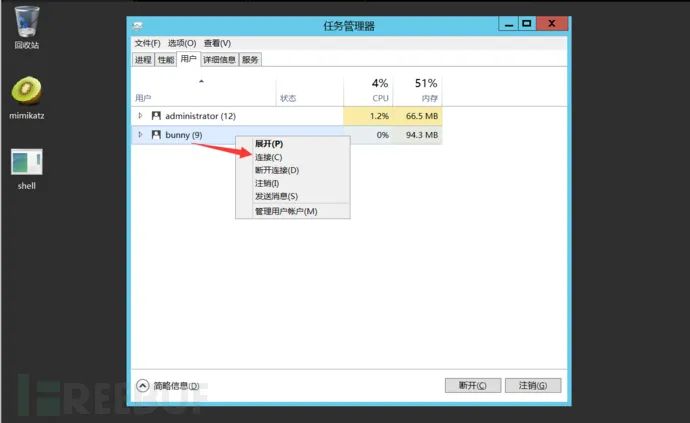 回收站
mimikatz
shell
任务管理器
文件(F) 选项(O) 查看(V)
进程 性能 用户 详细信息 服务
4% 51%
用户 状态 CPU 内存
administrator (12) 1.2% 66.5 MB
bunny (9) 0% 94.3 MB
展开(P)
连接(C)
断开连接(D)
注销(I)
发送消息(S)
管理用户帐户(M)
简略信息(D) 断开(C) 注销(G)
FREEBUF